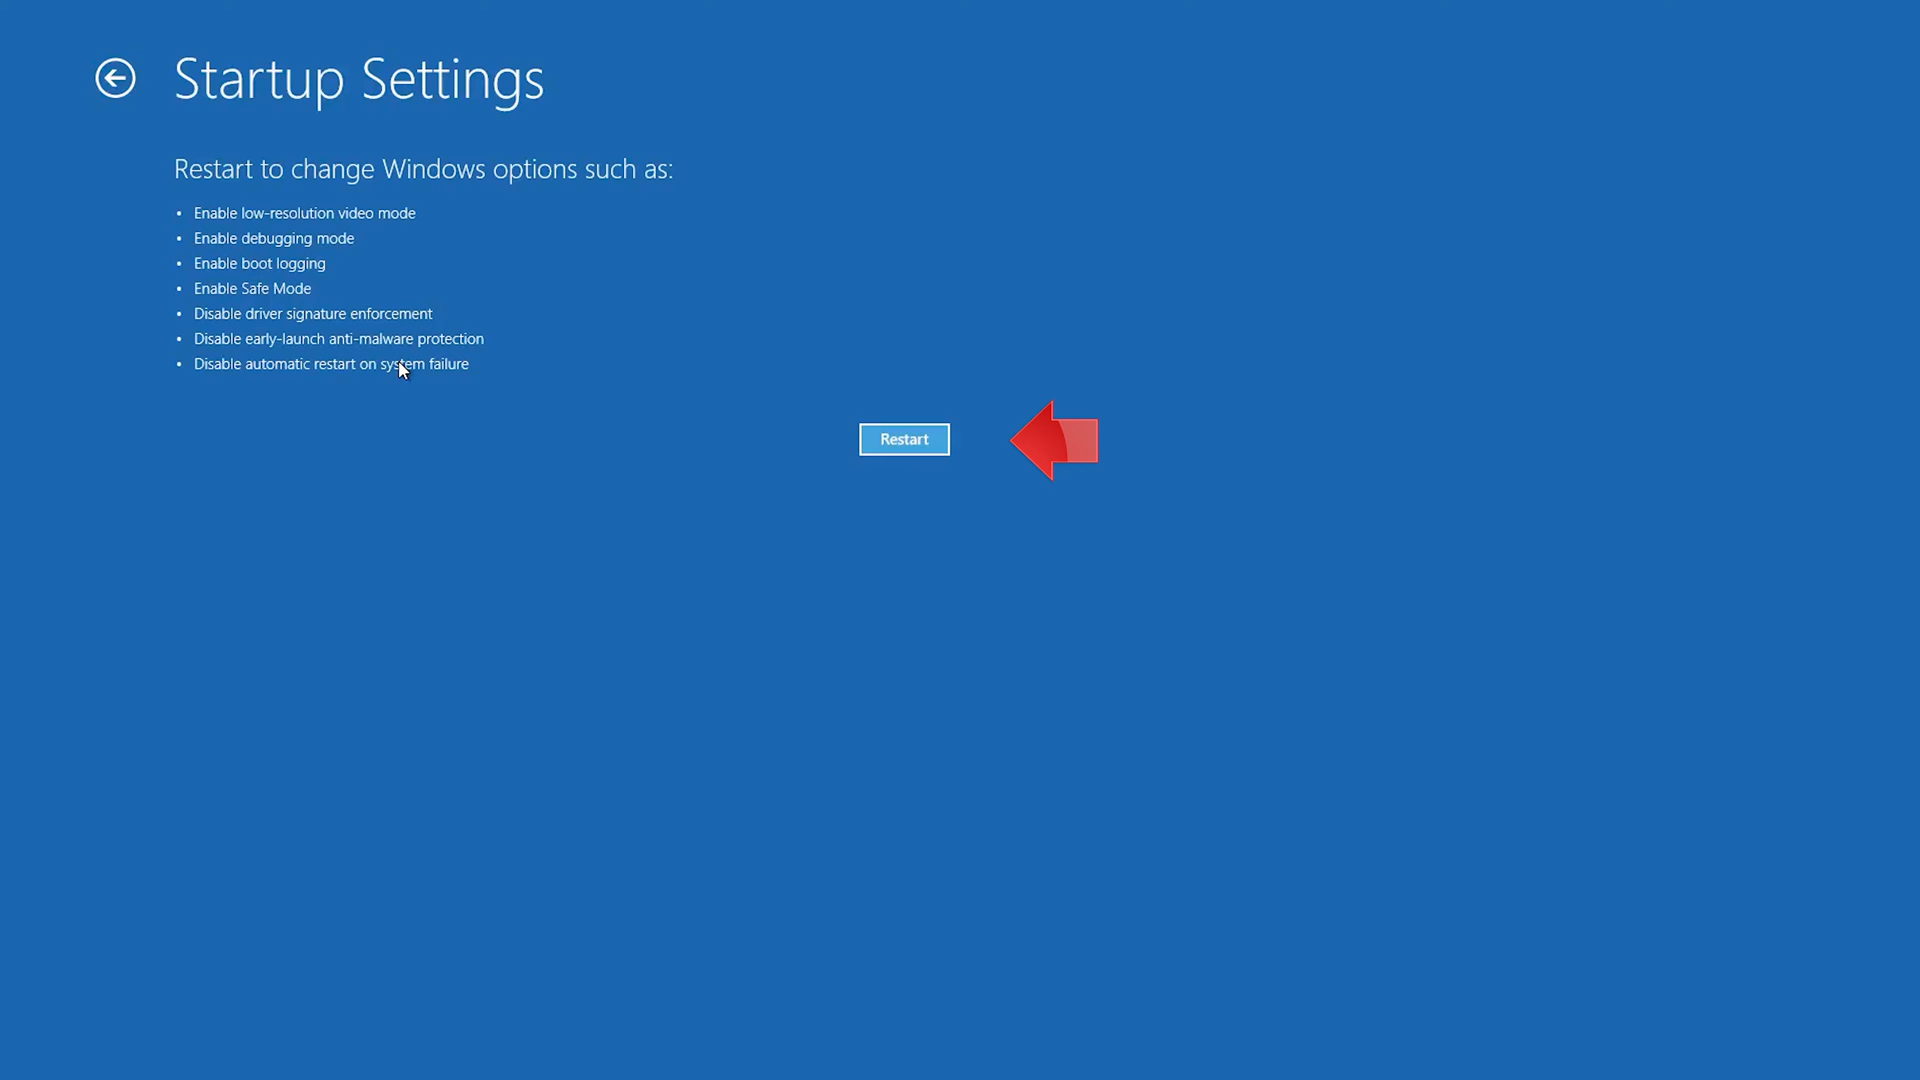 Startup Settings
Restart to change Windows options such as:
• Enable low-resolution video mode
• Enable debugging mode
• Enable boot logging
• Enable Safe Mode
• Disable driver signature enforcement
• Disable early-launch anti-malware protection
• Disable automatic restart on system failure
Restart